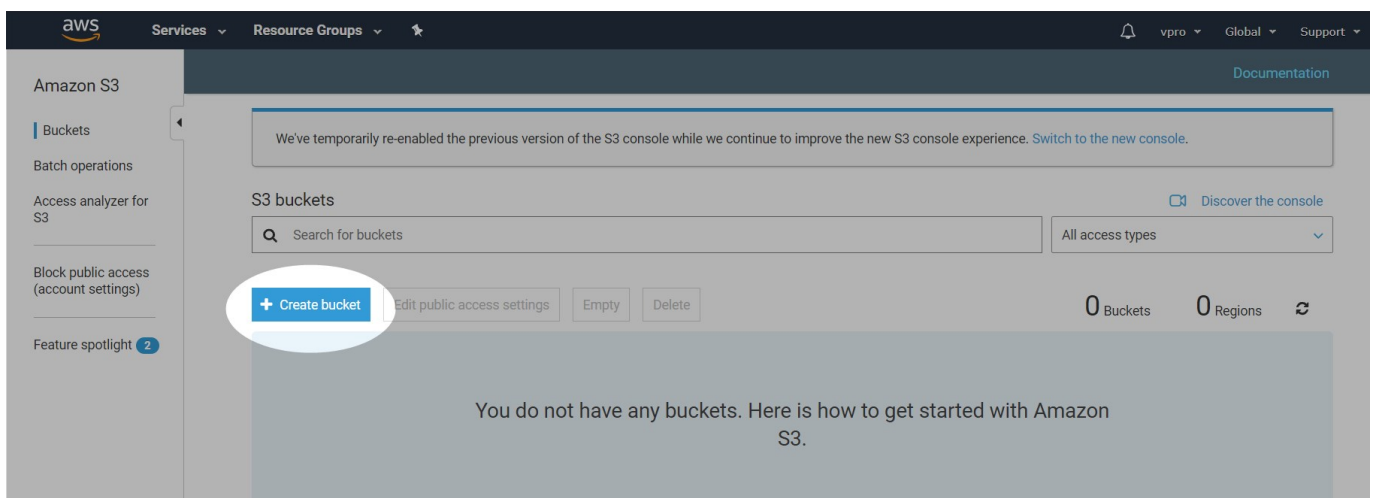 aws Services Resource Groups vpro Global Support
Documentation
Amazon S3
Buckets
Batch operations
Access analyzer for
S3
Block public access
(account settings)
Feature spotlight 2
We've temporarily re-enabled the previous version of the S3 console while we continue to improve the new S3 console experience. Switch to the new console.
S3 buckets
Discover the console
Search for buckets
All access types
+ Create bucket
Edit public access settings
Empty
Delete
0 Buckets
0 Regions
You do not have any buckets. Here is how to get started with Amazon
S3.